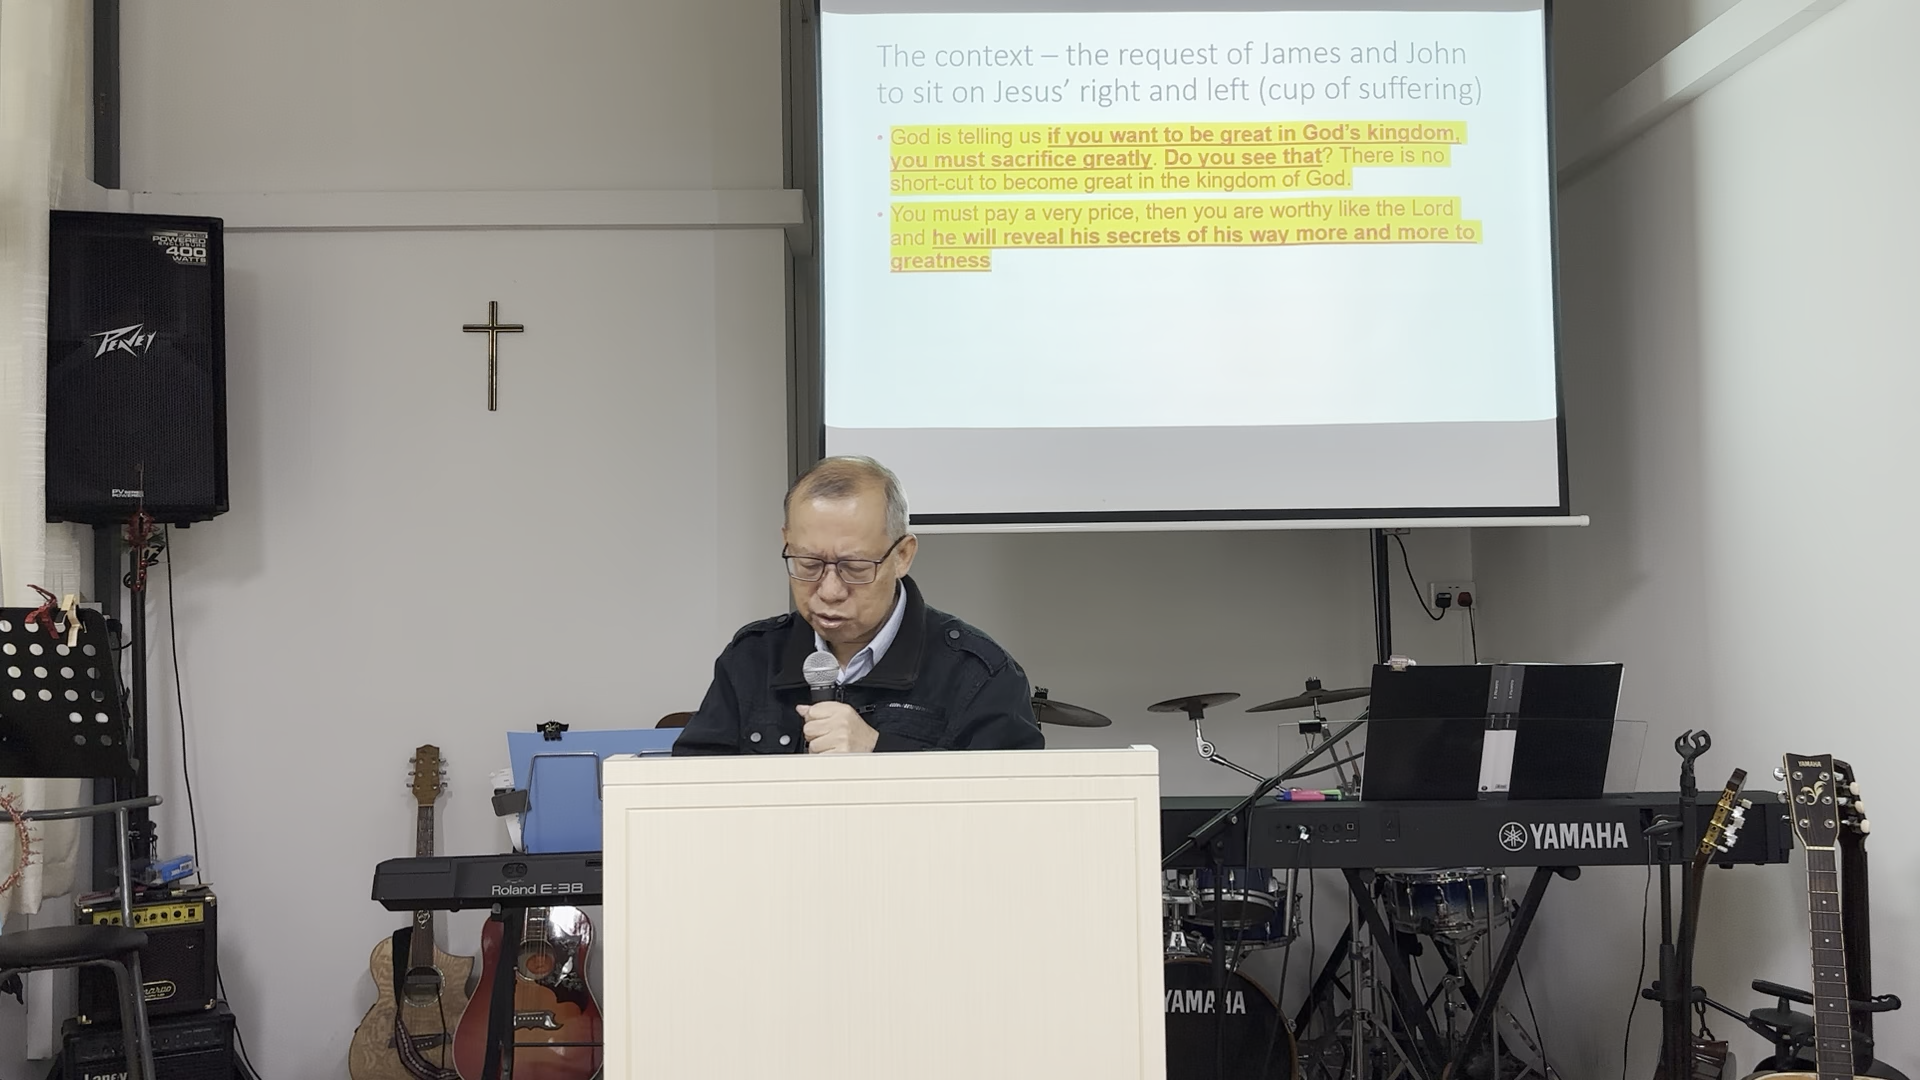 The context – the request of James and John
to sit on Jesus’ right and left (cup of suffering)
• God is telling us if you want to be great in God’s kingdom,
you must sacrifice greatly. Do you see that? There is no
short-cut to become great in the kingdom of God.
• You must pay a very price, then you are worthy like the Lord
and he will reveal his secrets of his way more and more to
greatness
POWERED
ENCLOSURE
400
WATTS
PEAVEY
Roland E-38
YAMAHA
YAMAHA
YAMAHA
Laney